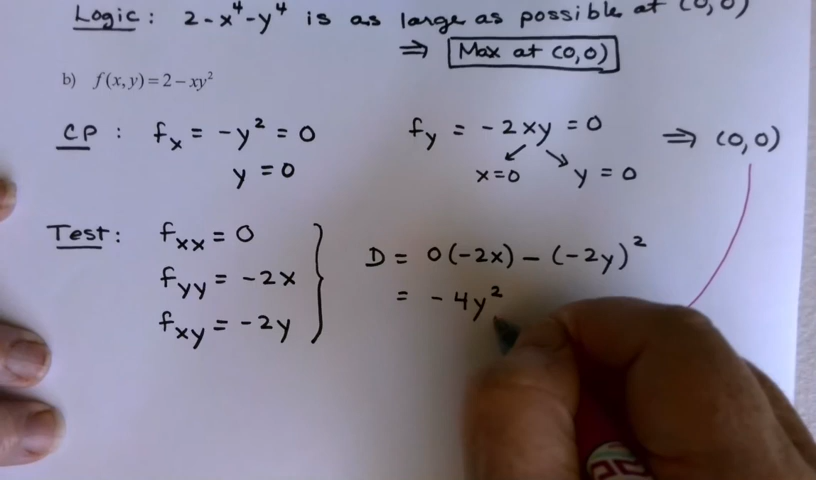 Logic: 2-x⁴-y⁴ is as large as possible at (0,0)
⇒ Max at (0,0)
b) f(x,y)=2-xy²
CP: fₓ = -y² = 0 f_y = -2xy = 0 ⇒ (0,0)
y = 0 x=0 y = 0
Test: fₓₓ = 0
D = 0(-2x) - (-2y)²
f_yy = -2x
= -4y²
f_xy = -2y